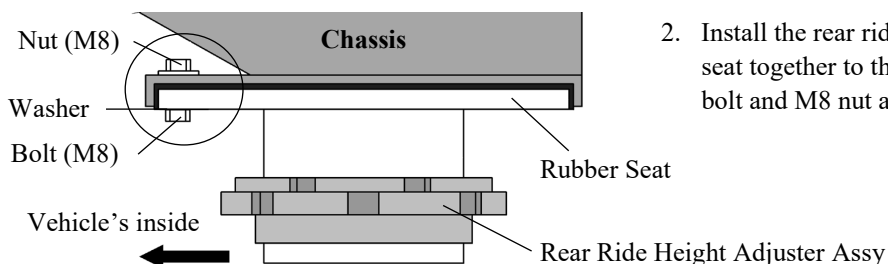 Nut (M8)
Washer
Bolt (M8)
Vehicle's inside
Chassis
Rubber Seat
Rear Ride Height Adjuster Assy
2. Install the rear rid
seat together to th
bolt and M8 nut a